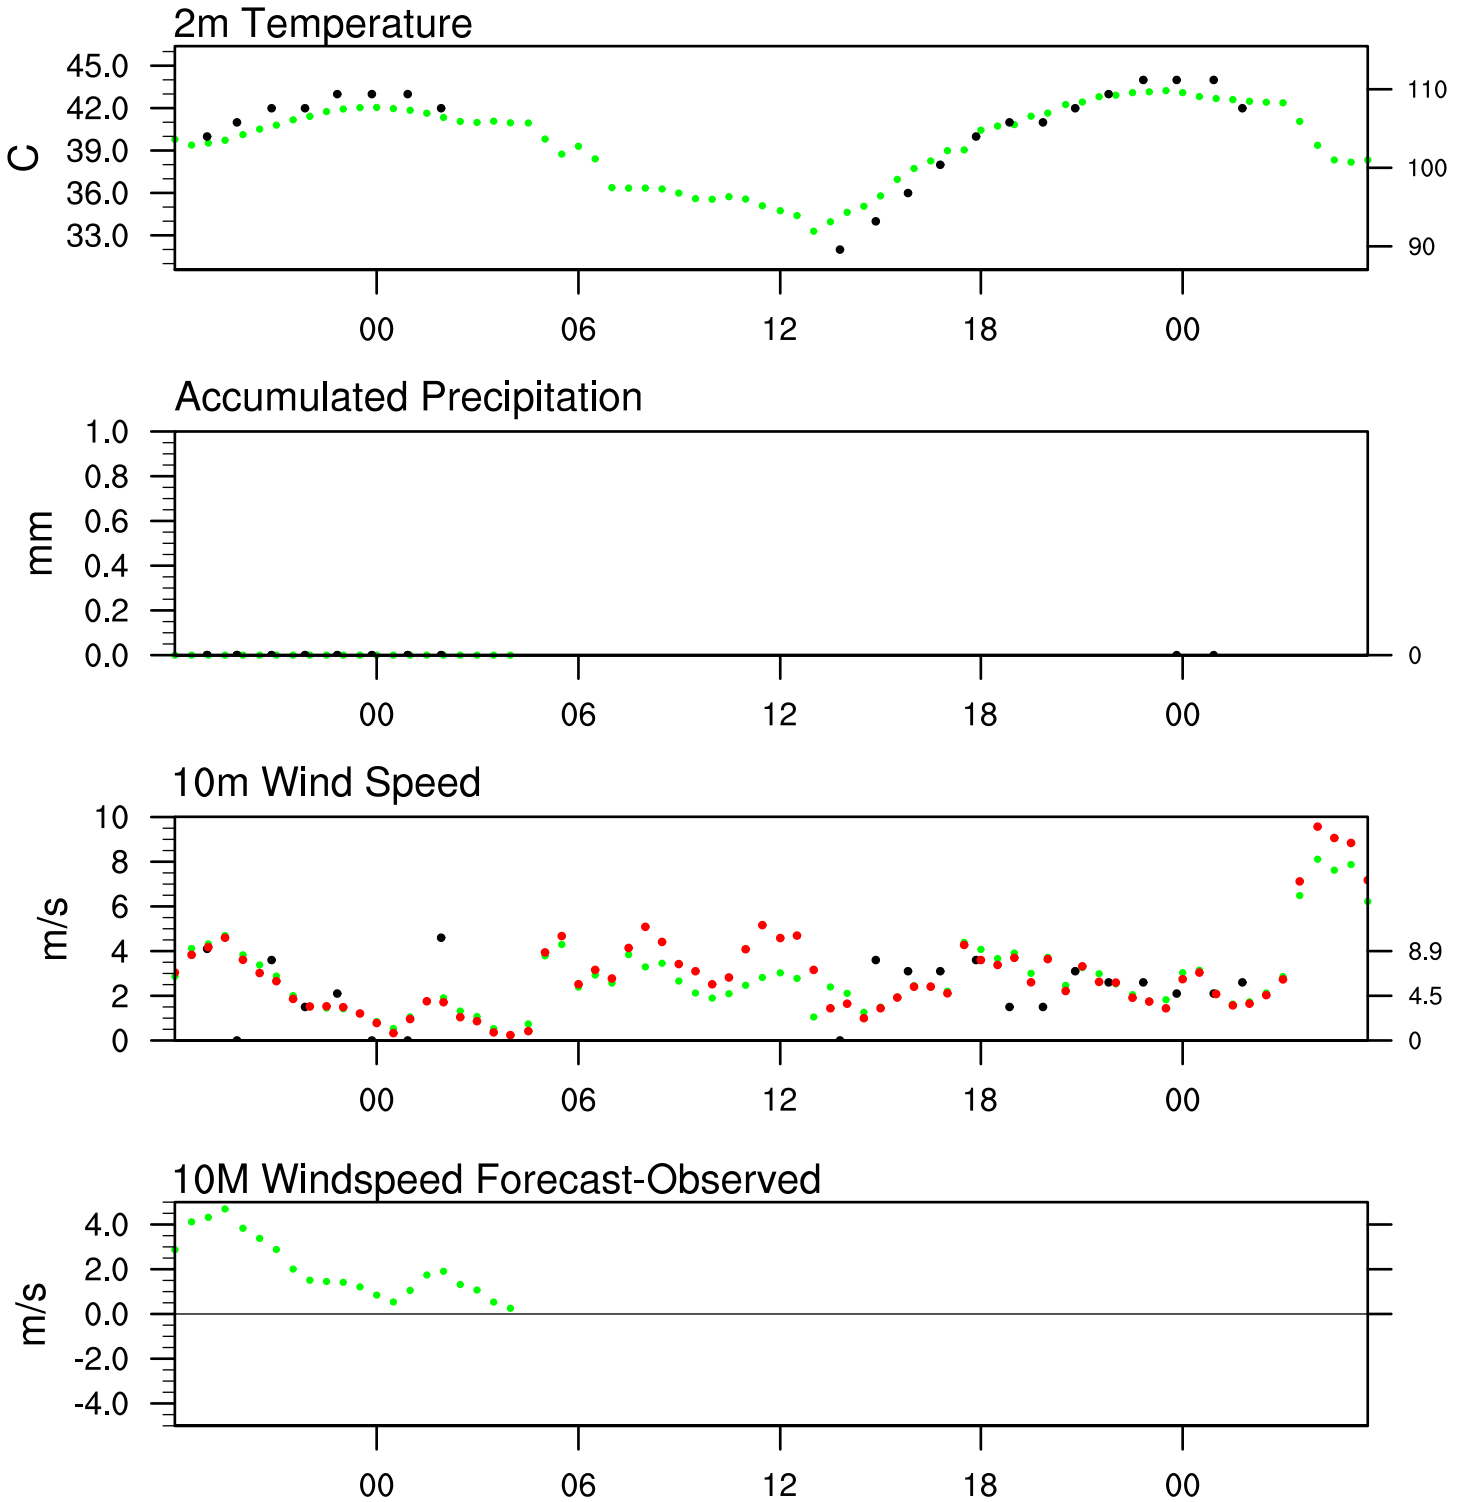 2m Temperature
45.0
42.0
39.0
36.0
33.0
C
110
100
90
00 06 12 18 00
Accumulated Precipitation
1.0
0.8
0.6
0.4
0.2
0.0
mm
0
00 06 12 18 00
10m Wind Speed
10
8
6
4
2
0
m/s
8.9
4.5
0
00 06 12 18 00
10M Windspeed Forecast-Observed
4.0
2.0
0.0
-2.0
-4.0
m/s
00 06 12 18 00